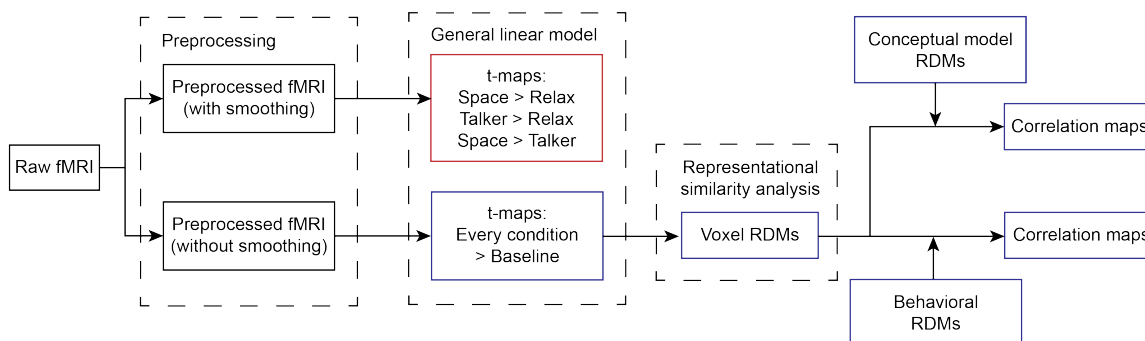 Raw fMRI
Preprocessing
Preprocessed fMRI
(with smoothing)
Preprocessed fMRI
(without smoothing)
General linear model
t-maps:
Space > Relax
Talker > Relax
Space > Talker
t-maps:
Every condition
> Baseline
Representational
similarity analysis
Voxel RDMs
Conceptual model
RDMs
Correlation maps
Correlation maps
Behavioral
RDMs